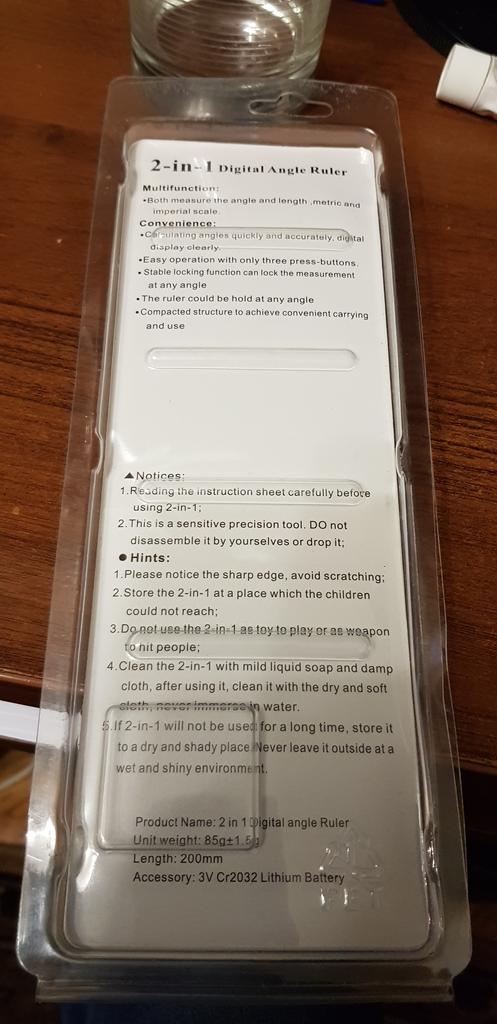 2-in-1 Digital Angle Ruler
Multifunction:
•Both measure the angle and length ,metric and
imperial scale.
Convenience:
•Calculating angles quickly and accurately, digital
display clearly.
•Easy operation with only three press-buttons.
•Stable locking function can lock the measurement
at any angle
•The ruler could be hold at any angle
•Compacted structure to achieve convenient carrying
and use
▲Notices:
1.Reading the instruction sheet carefully before
using 2-in-1;
2.This is a sensitive precision tool. DO not
disassemble it by yourselves or drop it;
●Hints:
1.Please notice the sharp edge, avoid scratching;
2.Store the 2-in-1 at a place which the children
could not reach;
3.Do not use the 2-in-1 as toy to play or as weapon
to hit people;
4.Clean the 2-in-1 with mild liquid soap and damp
cloth, after using it, clean it with the dry and soft
cloth, never immerse in water.
5.If 2-in-1 will not be used for a long time, store it
to a dry and shady place.Never leave it outside at a
wet and shiny environment.
Product Name: 2 in 1 Digital angle Ruler
Unit weight: 85g±1.5g
Length: 200mm
Accessory: 3V Cr2032 Lithium Battery
PET